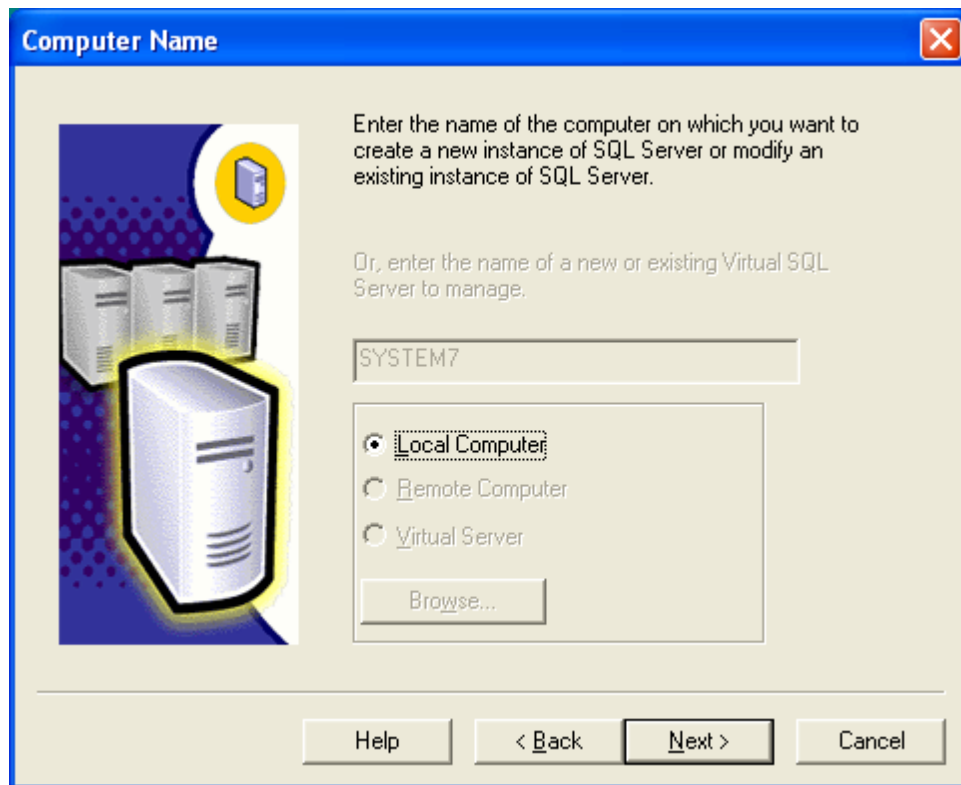 Computer Name
Enter the name of the computer on which you want to
create a new instance of SQL Server or modify an
existing instance of SQL Server.
Or, enter the name of a new or existing Virtual SQL
Server to manage.
SYSTEM7
Local Computer
Remote Computer
Virtual Server
Browse...
Help
< Back
Next >
Cancel